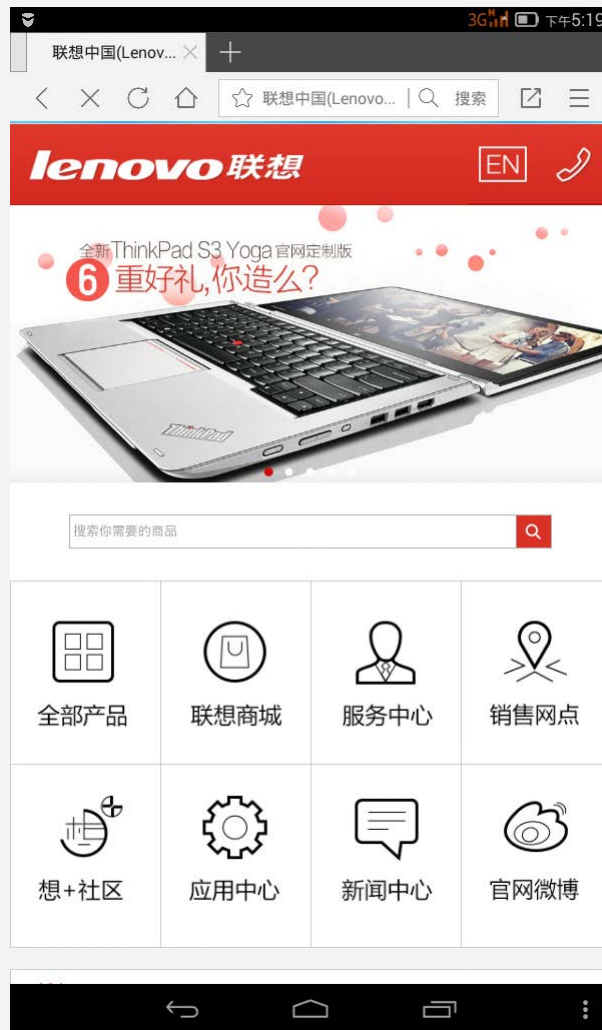 3G H 下午5:19
联想中国(Lenov...
联想中国(Lenovo... 搜索
lenovo联想 EN
全新ThinkPad S3 Yoga官网定制版
6重好礼,你造么?
ThinkPad
搜索你需要的商品
全部产品 联想商城 服务中心 销售网点
想+社区 应用中心 新闻中心 官网微博